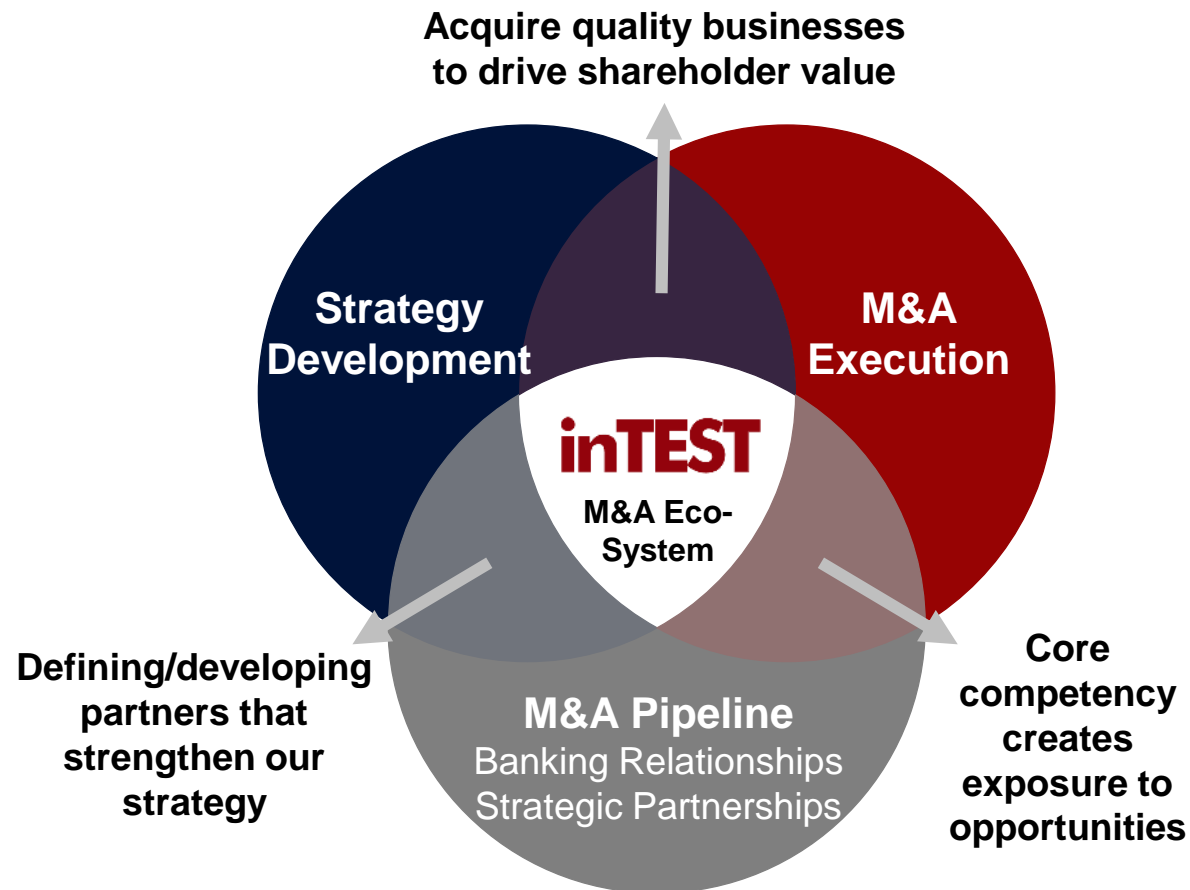 Acquire quality businesses
to drive shareholder value
Strategy
Development
M&A
Execution
inTEST
M&A Eco-
System
Defining/developing
partners that
strengthen our
strategy
M&A Pipeline
Banking Relationships
Strategic Partnerships
Core
competency
creates
exposure to
opportunities